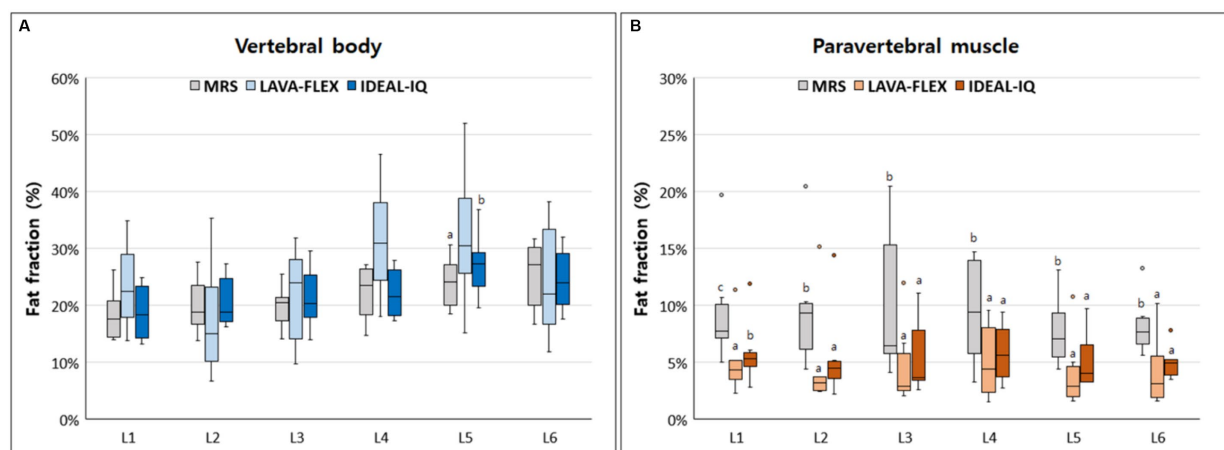 A
Vertebral body
MRS LAVA-FLEX IDEAL-IQ
Fat fraction (%)
60%
50%
40%
30%
20%
10%
0%
a
b
L1 L2 L3 L4 L5 L6
B
Paravertebral muscle
MRS LAVA-FLEX IDEAL-IQ
Fat fraction (%)
30%
25%
20%
15%
10%
5%
0%
c a b
b a a
b a a
b a a
b a a
b a a
L1 L2 L3 L4 L5 L6